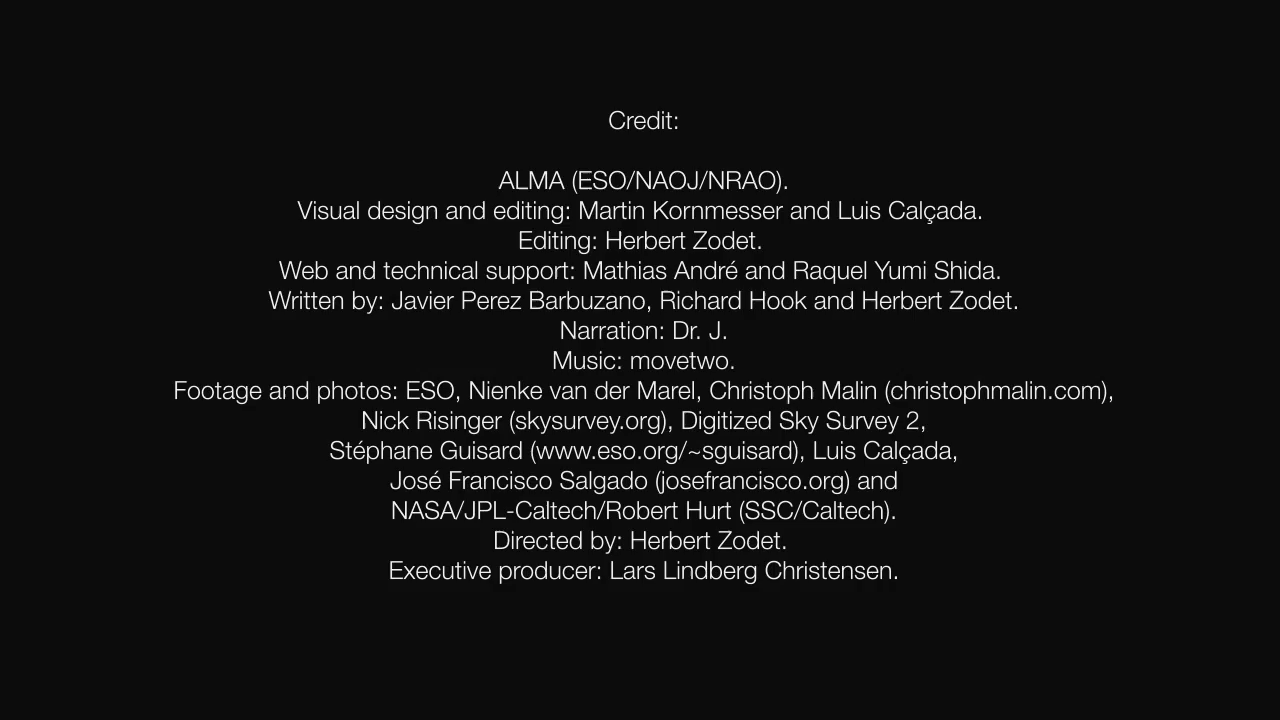 Credit:
ALMA (ESO/NAOJ/NRAO).
Visual design and editing: Martin Kornmesser and Luis Calçada.
Editing: Herbert Zodet.
Web and technical support: Mathias André and Raquel Yumi Shida.
Written by: Javier Perez Barbuzano, Richard Hook and Herbert Zodet.
Narration: Dr. J.
Music: movetwo.
Footage and photos: ESO, Nienke van der Marel, Christoph Malin (christophmalin.com),
Nick Risinger (skysurvey.org), Digitized Sky Survey 2,
Stéphane Guisard (www.eso.org/~sguisard), Luis Calçada,
José Francisco Salgado (josefrancisco.org) and
NASA/JPL-Caltech/Robert Hurt (SSC/Caltech).
Directed by: Herbert Zodet.
Executive producer: Lars Lindberg Christensen.